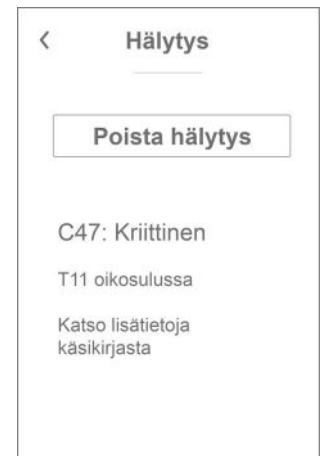 Hälytys
Poista hälytys
C47: Kriittinen
T11 oikosulussa
Katso lisätietoja
käsikirjasta